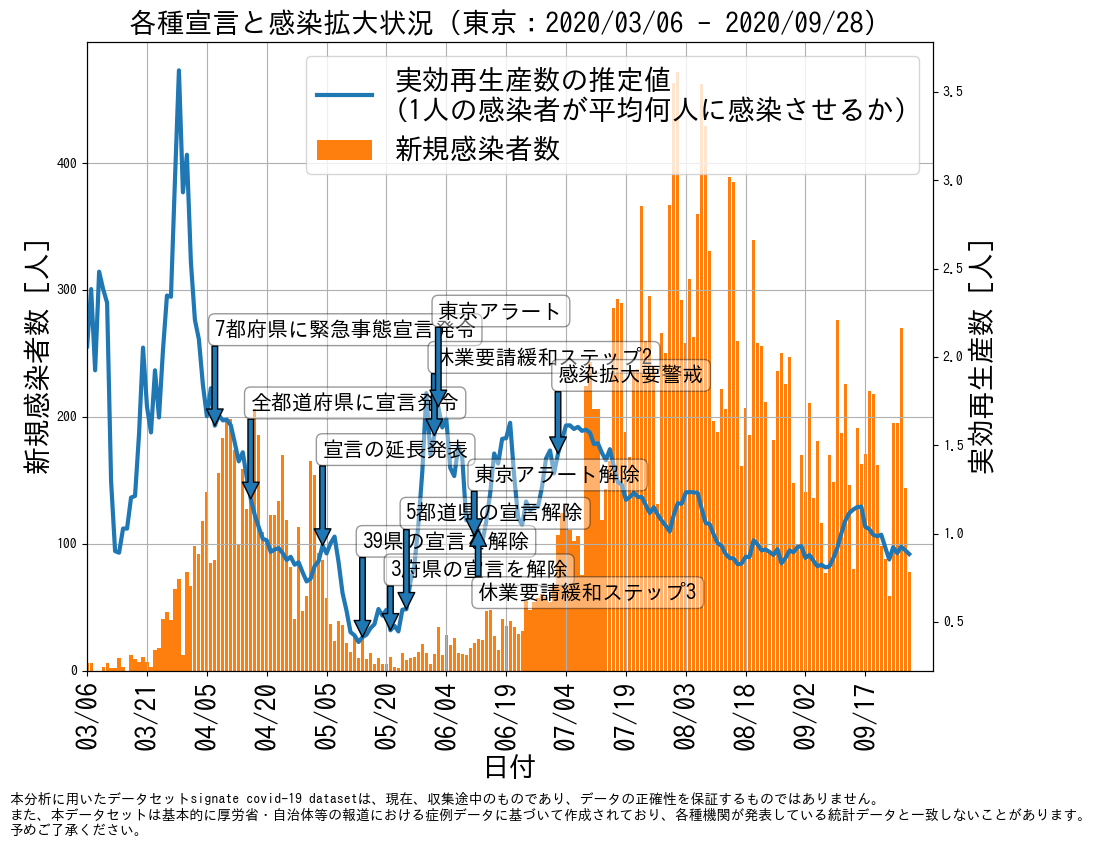 各種宣言と感染拡大状況 (東京：2020/03/06 - 2020/09/28)
実効再生産数の推定値
(1人の感染者が平均何人に感染させるか)
新規感染者数
新規感染者数 [人]
実効再生産数 [人]
400
300
200
100
0
3.5
3.0
2.5
2.0
1.5
1.0
0.5
東京アラート
7都府県に緊急事態宣言発令
休業要請緩和ステップ2
感染拡大要警戒
全都道府県に宣言発令
宣言の延長発表
東京アラート解除
5都道県の宣言解除
39県の宣言を解除
3府県の宣言を解除
休業要請緩和ステップ3
03/06
03/21
04/05
04/20
05/05
05/20
06/04
06/19
07/04
07/19
08/03
08/18
09/02
09/17
日付
本分析に用いたデータセットsignate covid-19 datasetは、現在、収集途中のものであり、データの正確性を保証するものではありません。
また、本データセットは基本的に厚労省・自治体等の報道における症例データに基づいて作成されており、各種機関が発表している統計データと一致しないことがあります。
予めご了承ください。